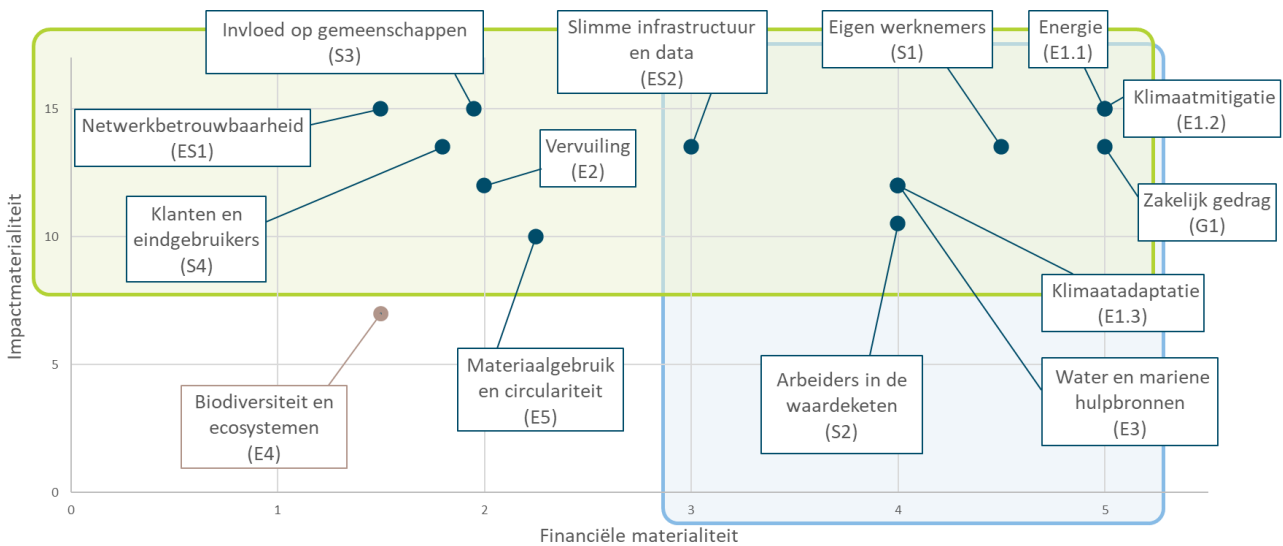 Invloed op gemeenschappen
(S3)
Slimme infrastructuur
en data
(ES2)
Eigen werknemers
(S1)
Energie
(E1.1)
Klimaatmitigatie
(E1.2)
Netwerkbetrouwbaarheid
(ES1)
Vervuiling
(E2)
Klanten en
eindgebruikers
(S4)
Zakelijk gedrag
(G1)
Klimaatadaptatie
(E1.3)
Materiaalgebruik
en circulariteit
(E5)
Arbeiders in de
waardeketen
(S2)
Water en mariene
hulpbronnen
(E3)
Biodiversiteit en
ecosystemen
(E4)
Impactmaterialiteit
15
10
5
0
0
1
2
3
4
5
Financiële materialiteit